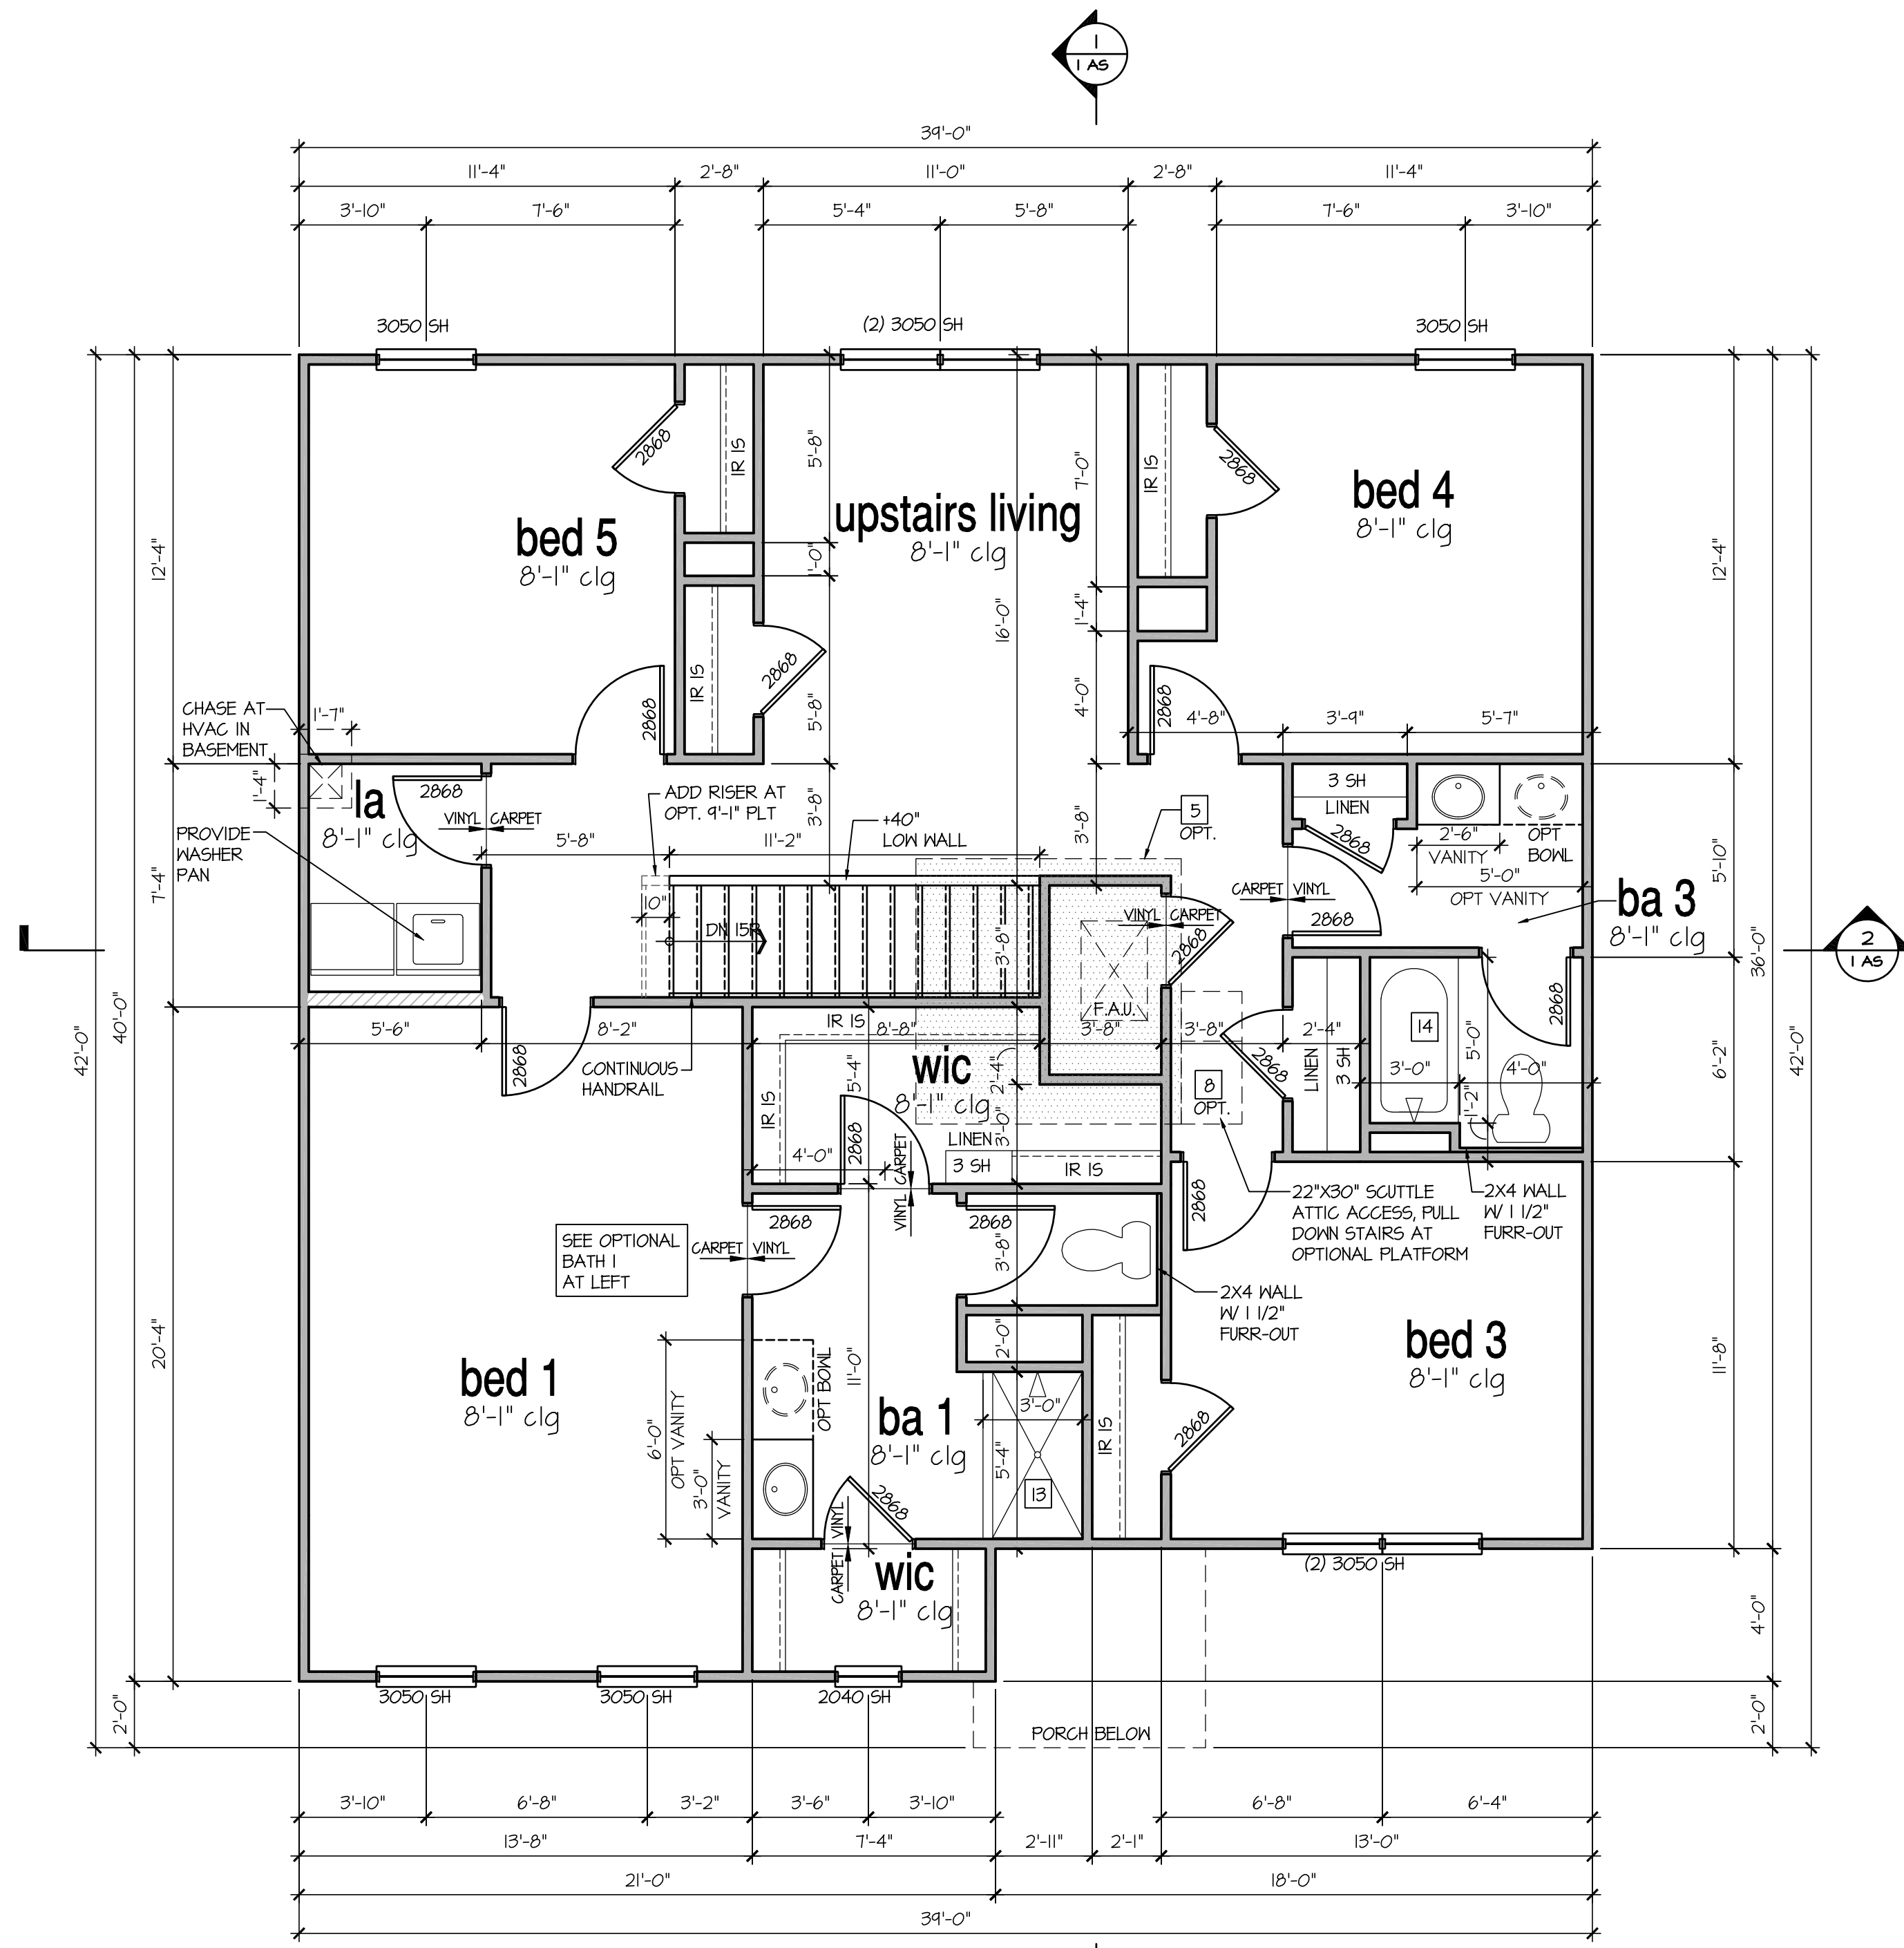 1
1 AS
39'-0"
11'-4" 2'-8" 11'-0" 2'-8" 11'-4"
3'-10" 7'-6" 5'-4" 5'-8" 7'-6" 3'-10"
3050 SH (2) 3050 SH 3050 SH
2868
1R 1S
5'-8"
7'-0"
1R 1S
2868
bed 5
8'-1" clg
upstairs living
8'-1" clg
bed 4
8'-1" clg
12'-4"
1'-0"
16'-0"
1'-4"
12'-4"
1R 1S
2868
2868
5'-8"
4'-0"
2868
4'-8" 3'-9" 5'-7"
CHASE AT
HVAC IN
BASEMENT
1'-7"
1'-4"
la
8'-1" clg
2868
VINYL CARPET
PROVIDE
WASHER
PAN
ADD RISER AT
OPT. 9'-1" PLT
3'-8"
+40"
LOW WALL
3'-8"
5
OPT.
3 SH
LINEN
2868
2'-6"
VANITY
OPT
BOWL
5'-0"
OPT VANITY
5'-10"
5'-8" 11'-2"
7'-4"
10"
DN 15R
3'-8"
VINYL CARPET
2868
CARPET VINYL
2868
ba 3
8'-1" clg
2
1 AS
36'-0"
42'-0"
40'-0"
42'-0"
F.A.U.
5'-6" 8'-2" 8'-8" 3'-8" 3'-8" 2'-4"
1R 1S
2868
CONTINUOUS
HANDRAIL
1R 1S
5'-4"
wic
8'-1" clg
2'-4"
3'-0"
2868
8
OPT.
2868
LINEN
3 SH
14
3'-0"
5'-0"
4'-0"
1'-2"
2868
6'-2"
4'-0"
VINYL CARPET
LINEN
3 SH
1R 1S
2868
22"X30" SCUTTLE
ATTIC ACCESS, PULL
DOWN STAIRS AT
OPTIONAL PLATFORM
2X4 WALL
W/ 1 1/2"
FURR-OUT
SEE OPTIONAL
BATH 1
AT LEFT
CARPET VINYL
2868
2868
3'-8"
2X4 WALL
W/ 1 1/2"
FURR-OUT
20'-4"
bed 1
8'-1" clg
6'-0"
OPT VANITY
3'-0"
VANITY
OPT BOWL
11'-0"
ba 1
8'-1" clg
2'-0"
3'-0"
5'-4"
13
1R 1S
2868
bed 3
8'-1" clg
11'-8"
2868
CARPET VINYL
wic
8'-1" clg
(2) 3050 SH
4'-0"
3050 SH 3050 SH 2040 SH
PORCH BELOW
2'-0"
2'-0"
3'-10" 6'-8" 3'-2" 3'-6" 3'-10" 6'-8" 6'-4"
13'-8" 7'-4" 2'-11" 2'-1" 13'-0"
21'-0" 18'-0"
39'-0"